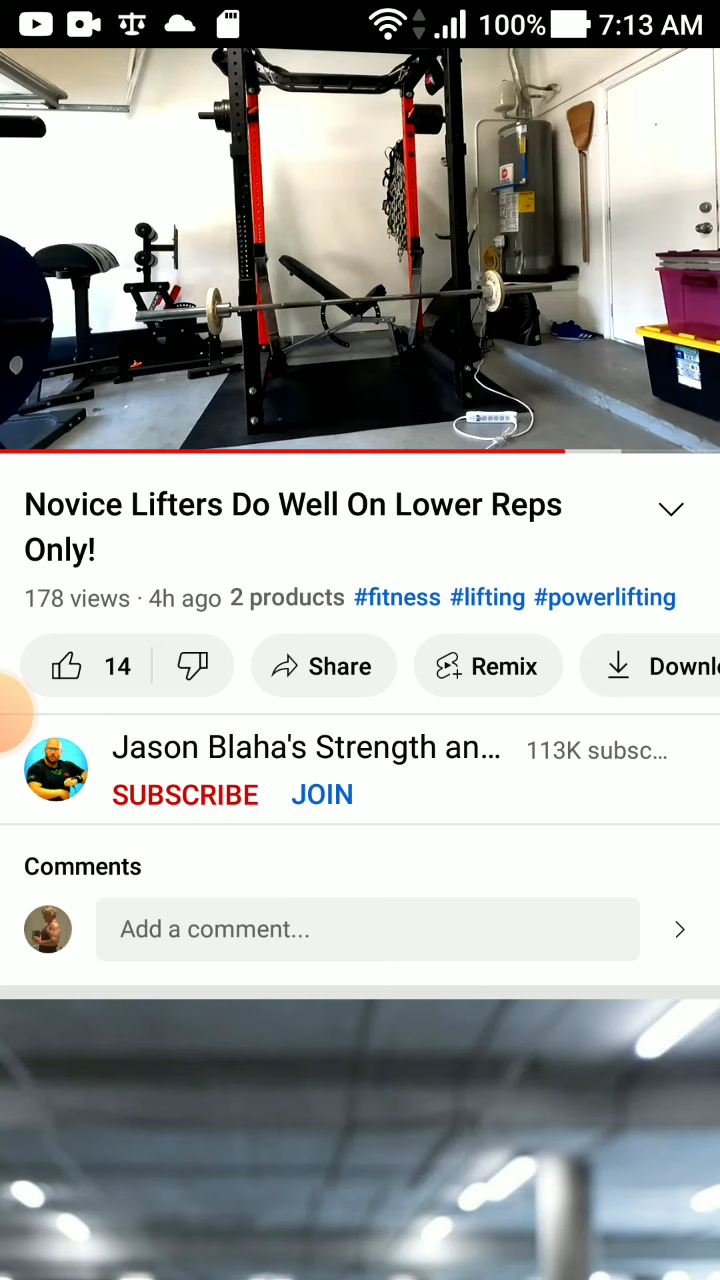 100% 7:13 AM
Novice Lifters Do Well On Lower Reps
Only!
178 views · 4h ago 2 products #fitness #lifting #powerlifting
14 Share Remix Downlo
Jason Blaha's Strength an... 113K subsc...
SUBSCRIBE JOIN
Comments
Add a comment...